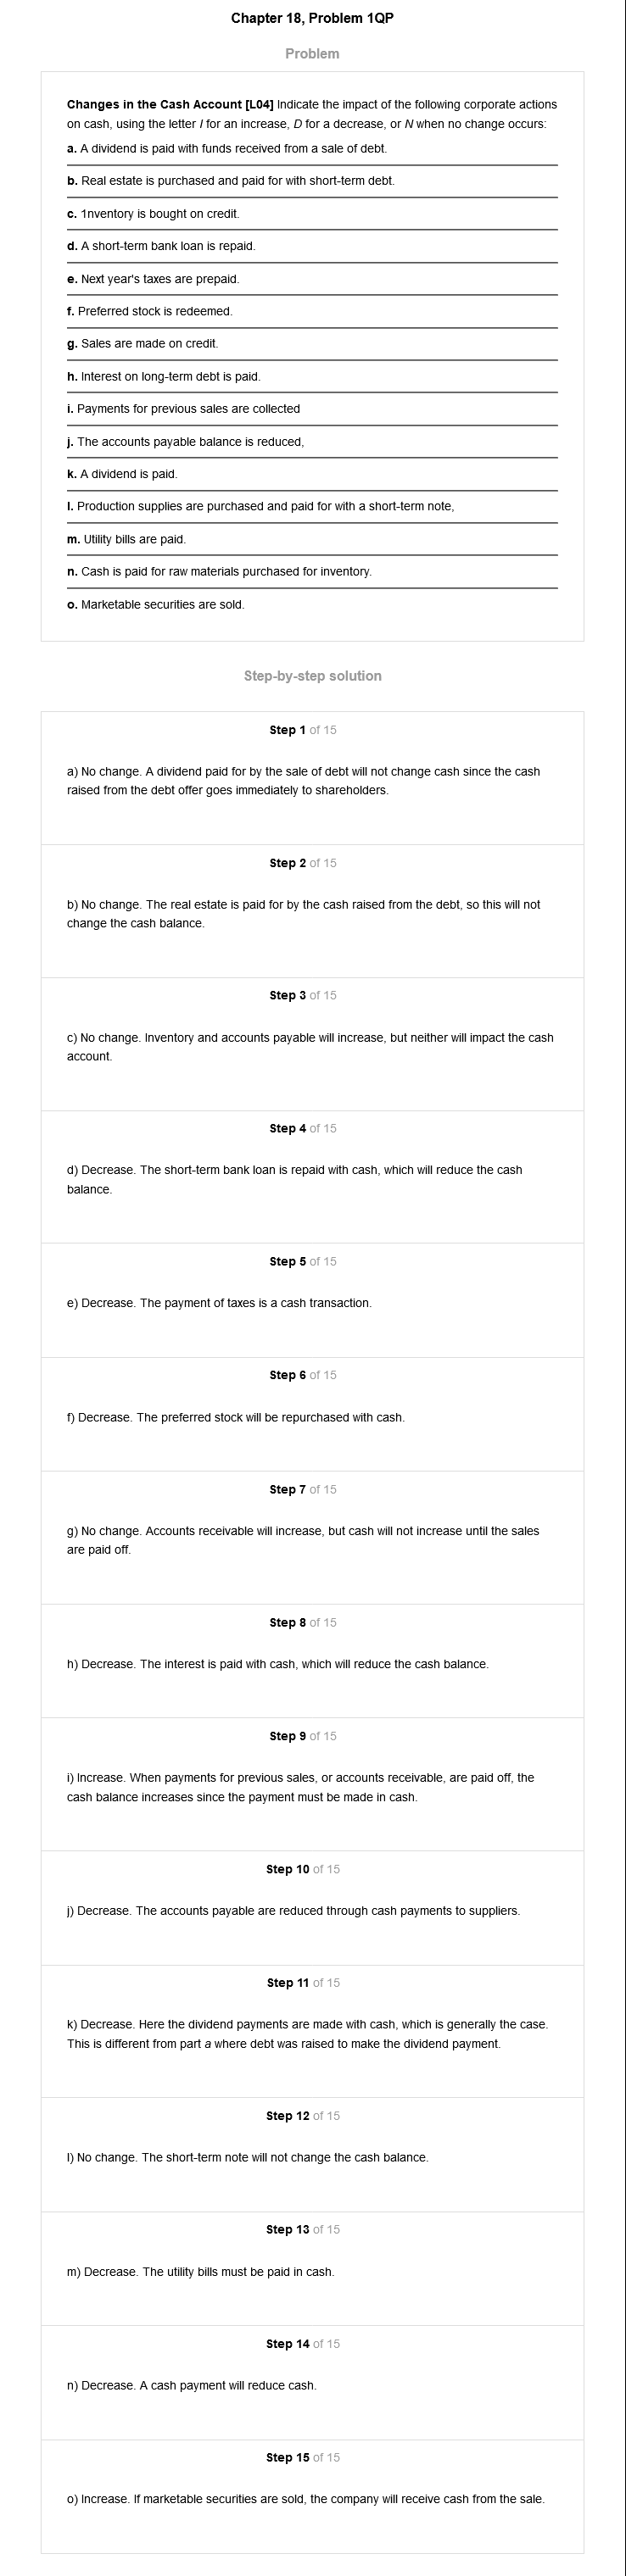 Chapter 18, Problem 1QP
Problem
Changes in the Cash Account [L04] Indicate the impact of the following corporate actions
on cash, using the letter I for an increase, D for a decrease, or N when no change occurs:
a. A dividend is paid with funds received from a sale of debt.
b. Real estate is purchased and paid for with short-term debt.
c. 1nventory is bought on credit.
d. A short-term bank loan is repaid.
e. Next year's taxes are prepaid.
f. Preferred stock is redeemed.
g. Sales are made on credit.
h. Interest on long-term debt is paid.
i. Payments for previous sales are collected
j. The accounts payable balance is reduced,
k. A dividend is paid.
l. Production supplies are purchased and paid for with a short-term note,
m. Utility bills are paid.
n. Cash is paid for raw materials purchased for inventory.
o. Marketable securities are sold.
Step-by-step solution
Step 1 of 15
a) No change. A dividend paid for by the sale of debt will not change cash since the cash
raised from the debt offer goes immediately to shareholders.
Step 2 of 15
b) No change. The real estate is paid for by the cash raised from the debt, so this will not
change the cash balance.
Step 3 of 15
c) No change. Inventory and accounts payable will increase, but neither will impact the cash
account.
Step 4 of 15
d) Decrease. The short-term bank loan is repaid with cash, which will reduce the cash
balance.
Step 5 of 15
e) Decrease. The payment of taxes is a cash transaction.
Step 6 of 15
f) Decrease. The preferred stock will be repurchased with cash.
Step 7 of 15
g) No change. Accounts receivable will increase, but cash will not increase until the sales
are paid off.
Step 8 of 15
h) Decrease. The interest is paid with cash, which will reduce the cash balance.
Step 9 of 15
i) Increase. When payments for previous sales, or accounts receivable, are paid off, the
cash balance increases since the payment must be made in cash.
Step 10 of 15
j) Decrease. The accounts payable are reduced through cash payments to suppliers.
Step 11 of 15
k) Decrease. Here the dividend payments are made with cash, which is generally the case.
This is different from part a where debt was raised to make the dividend payment.
Step 12 of 15
l) No change. The short-term note will not change the cash balance.
Step 13 of 15
m) Decrease. The utility bills must be paid in cash.
Step 14 of 15
n) Decrease. A cash payment will reduce cash.
Step 15 of 15
o) Increase. If marketable securities are sold, the company will receive cash from the sale.